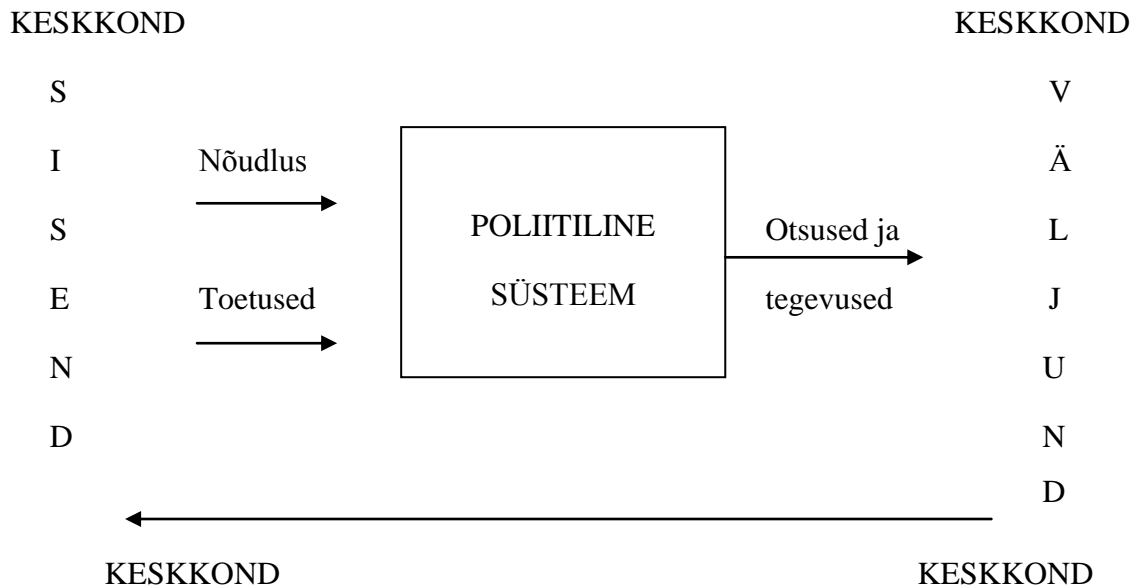 KESKKOND KESKKOND
S V
I Nõudlus Ä
S POLIITILINE Otsused ja L
E Toetused SÜSTEEM tegevused J
N U
D N
D
KESKKOND KESKKOND